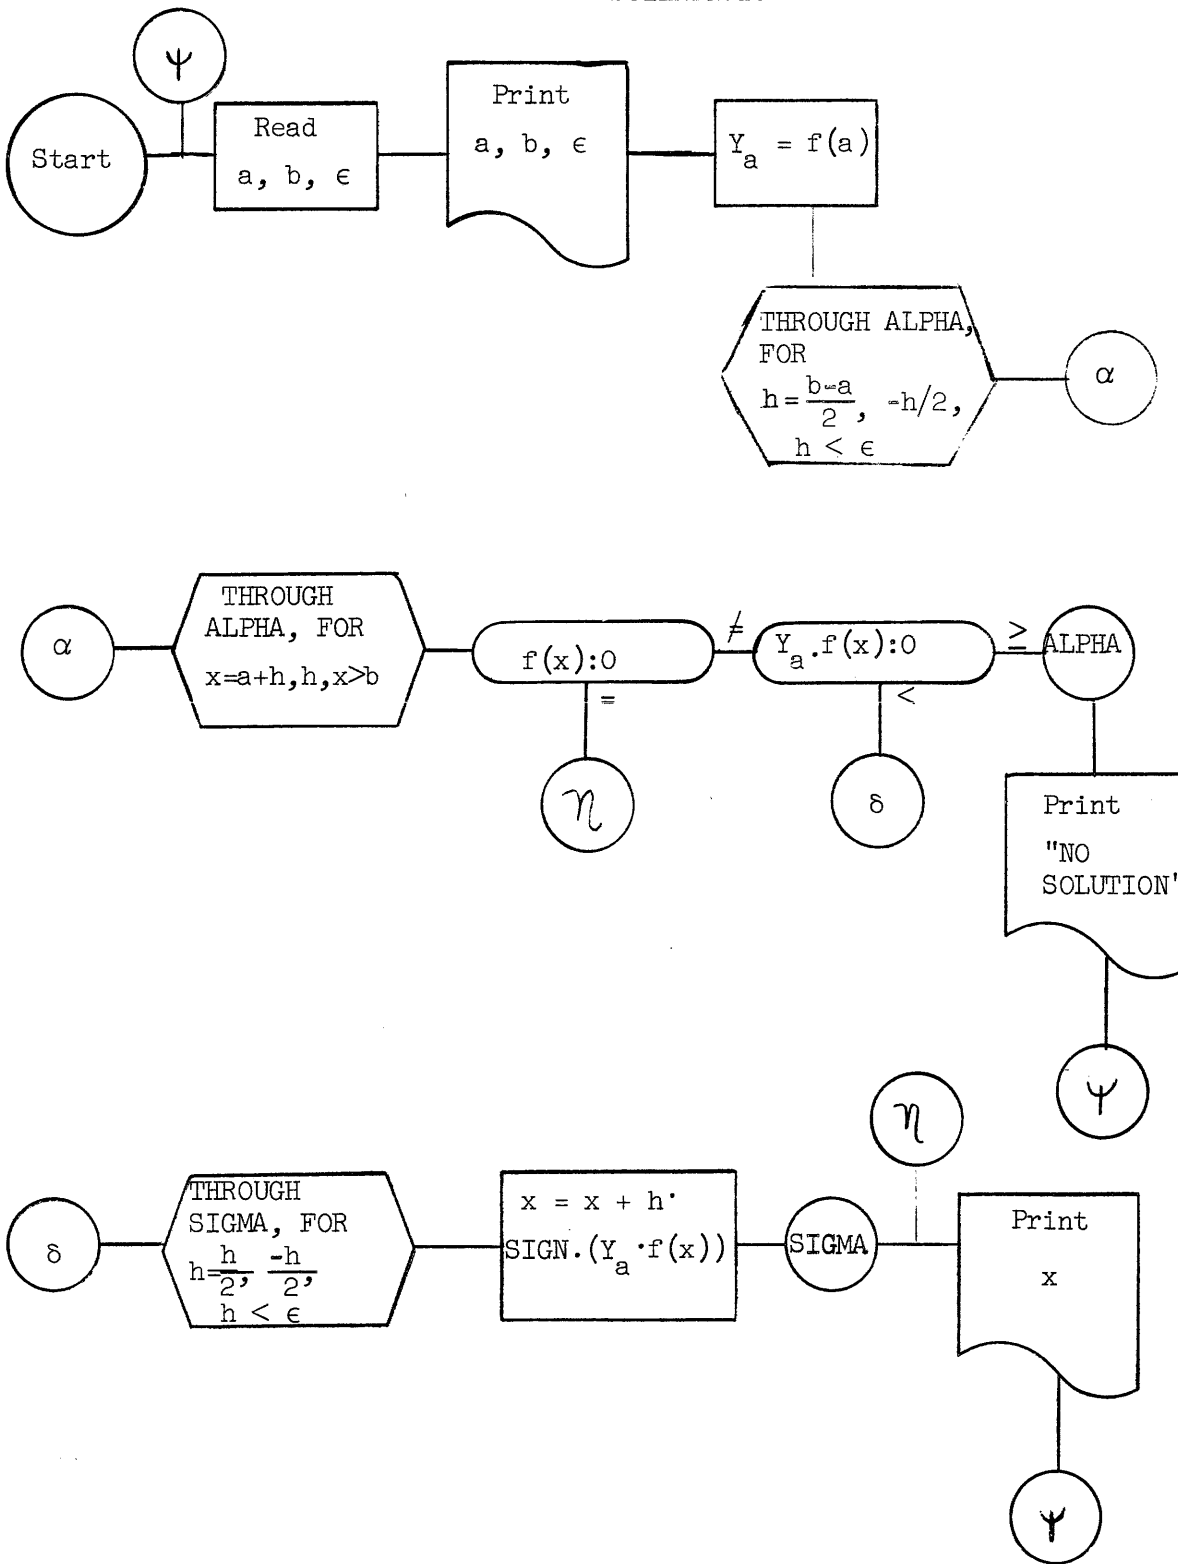 ψ
Start
Read
a, b, ϵ
Print
a, b, ϵ
Y_a = f(a)
THROUGH ALPHA,
FOR
h = b-a/2, -h/2,
h < ϵ
α
α
THROUGH
ALPHA, FOR
x=a+h,h,x>b
f(x):0
≠
=
η
Y_a.f(x):0
≥
<
δ
ALPHA
Print
"NO
SOLUTION"
ψ
δ
THROUGH
SIGMA, FOR
h=h/2, -h/2,
h < ϵ
x = x + h·
SIGN.(Y_a·f(x))
SIGMA
η
Print
x
ψ